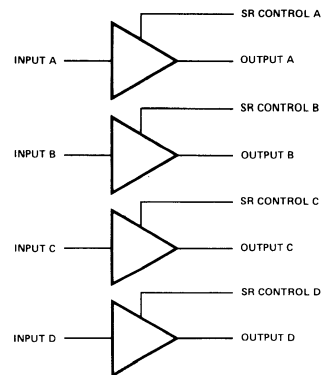 SR CONTROL A
INPUT A
OUTPUT A
SR CONTROL B
INPUT B
OUTPUT B
SR CONTROL C
INPUT C
OUTPUT C
SR CONTROL D
INPUT D
OUTPUT D